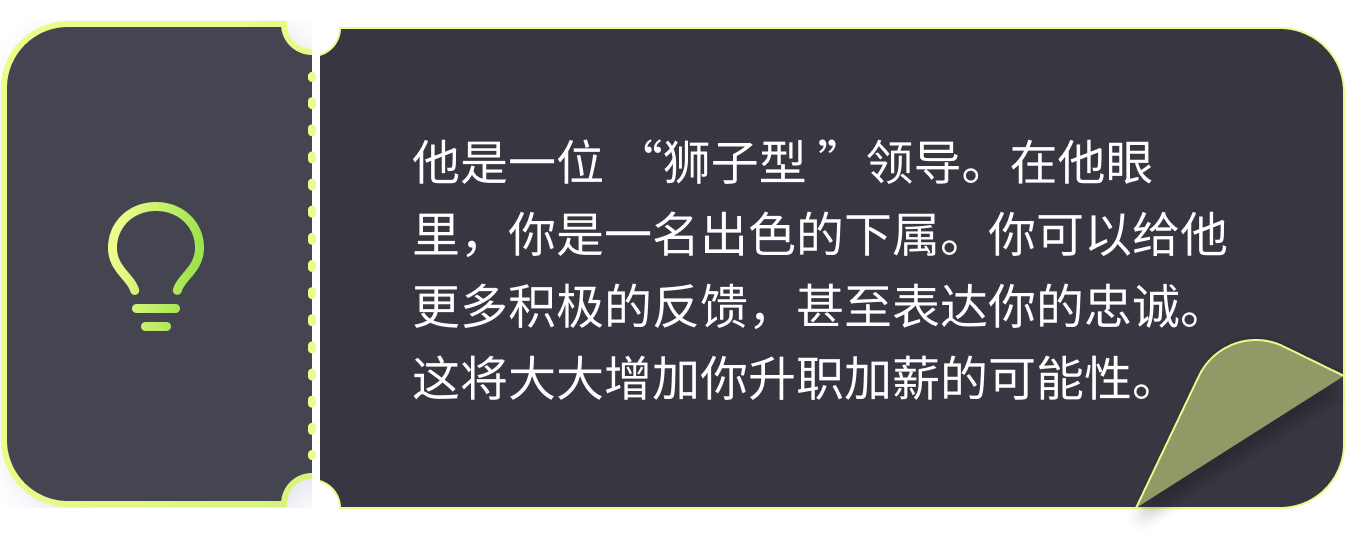 他是一位 “狮子型 ”领导。在他眼
里，你是一名出色的下属。你可以给他
更多积极的反馈，甚至表达你的忠诚。
这将大大增加你升职加薪的可能性。